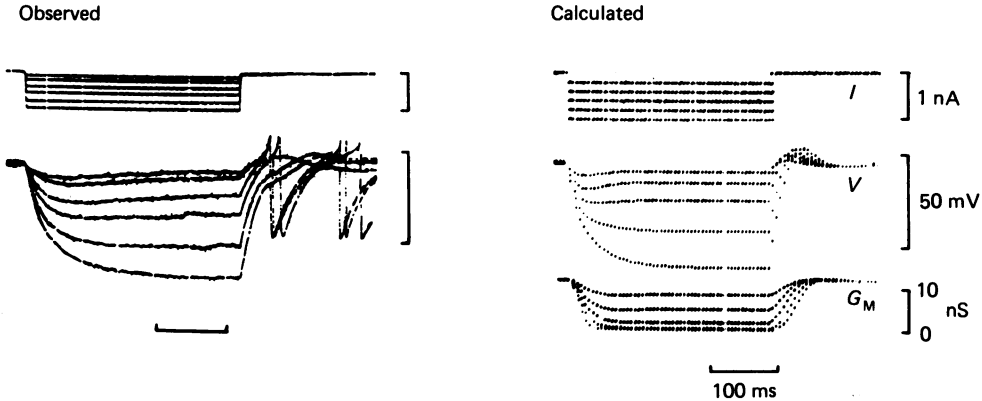 Observed
Calculated
I
1 nA
V
50 mV
G_M
10
nS
0
100 ms